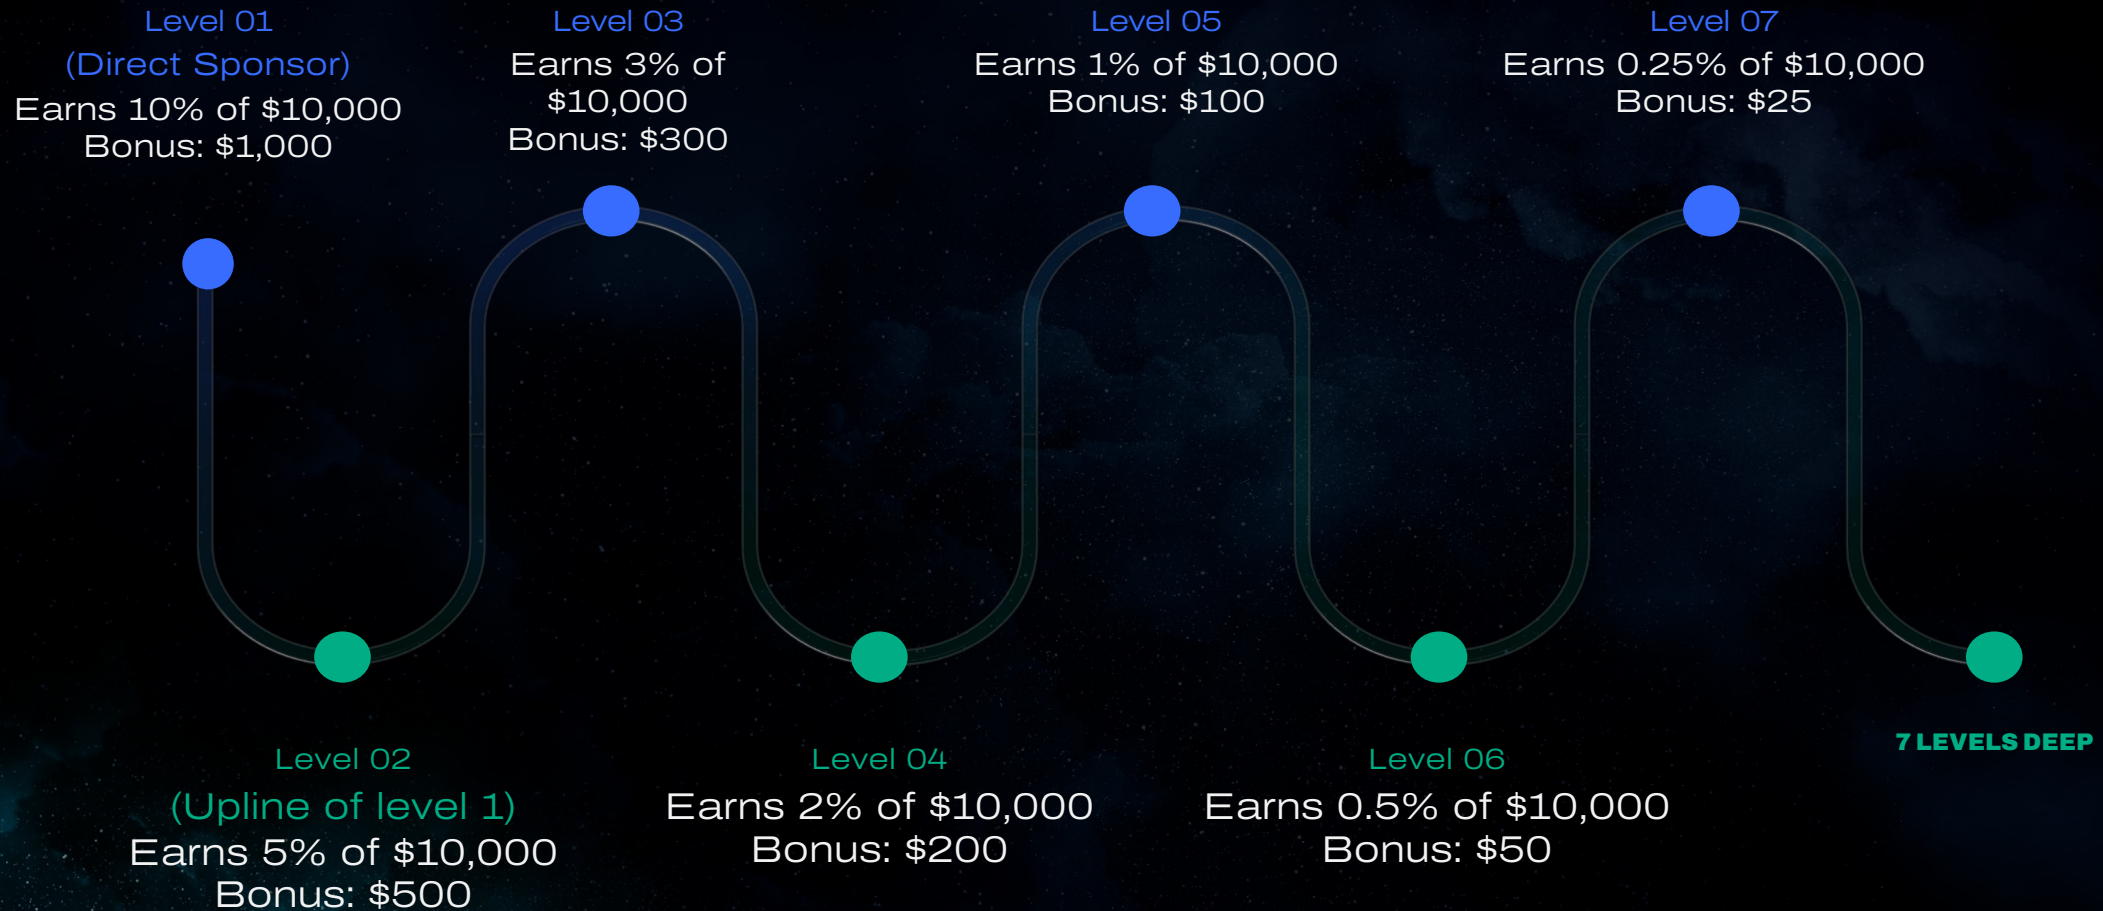 Level 01
(Direct Sponsor)
Earns 10% of $10,000
Bonus: $1,000
Level 02
(Upline of level 1)
Earns 5% of $10,000
Bonus: $500
Level 03
Earns 3% of
$10,000
Bonus: $300
Level 04
Earns 2% of $10,000
Bonus: $200
Level 05
Earns 1% of $10,000
Bonus: $100
Level 06
Earns 0.5% of $10,000
Bonus: $50
Level 07
Earns 0.25% of $10,000
Bonus: $25
7 LEVELS DEEP